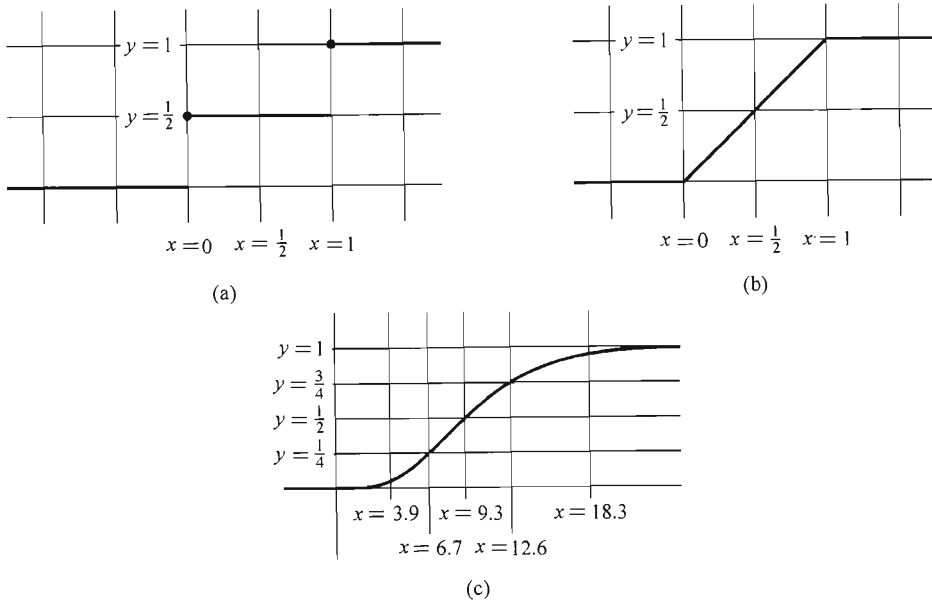 y = 1
y = 1/2
x = 0 x = 1/2 x = 1
(a)
y = 1
y = 1/2
x = 0 x = 1/2 x = 1
(b)
y = 1
y = 3/4
y = 1/2
y = 1/4
x = 3.9 x = 9.3 x = 18.3
x = 6.7 x = 12.6
(c)